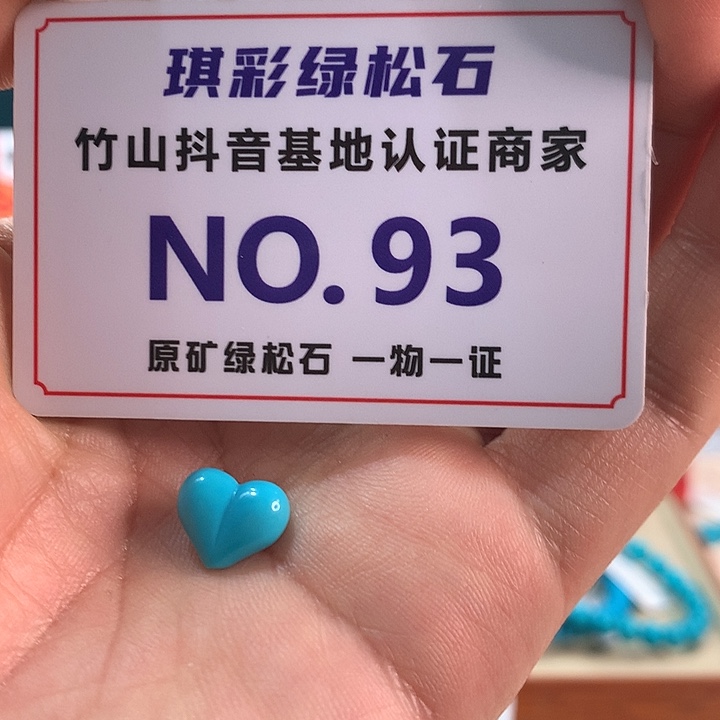 琪彩绿松石
竹山抖音基地认证商家
NO.93
原矿绿松石 一物一证